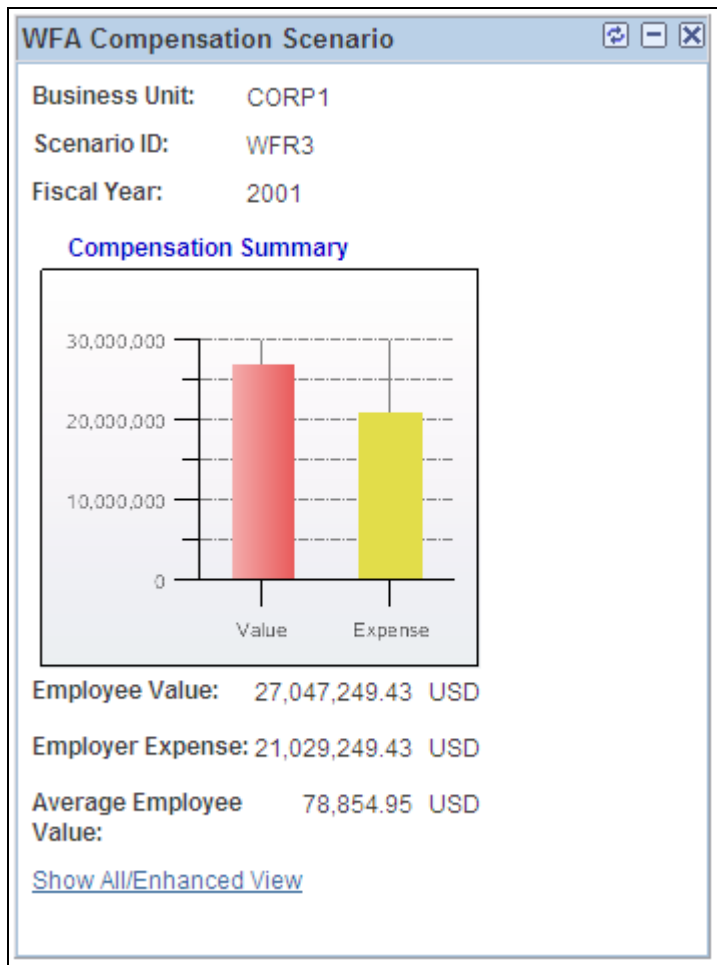 WFA Compensation Scenario
Business Unit: CORP1
Scenario ID: WFR3
Fiscal Year: 2001
Compensation Summary
30,000,000
20,000,000
10,000,000
0
Value Expense
Employee Value: 27,047,249.43 USD
Employer Expense: 21,029,249.43 USD
Average Employee Value: 78,854.95 USD
Show All/Enhanced View